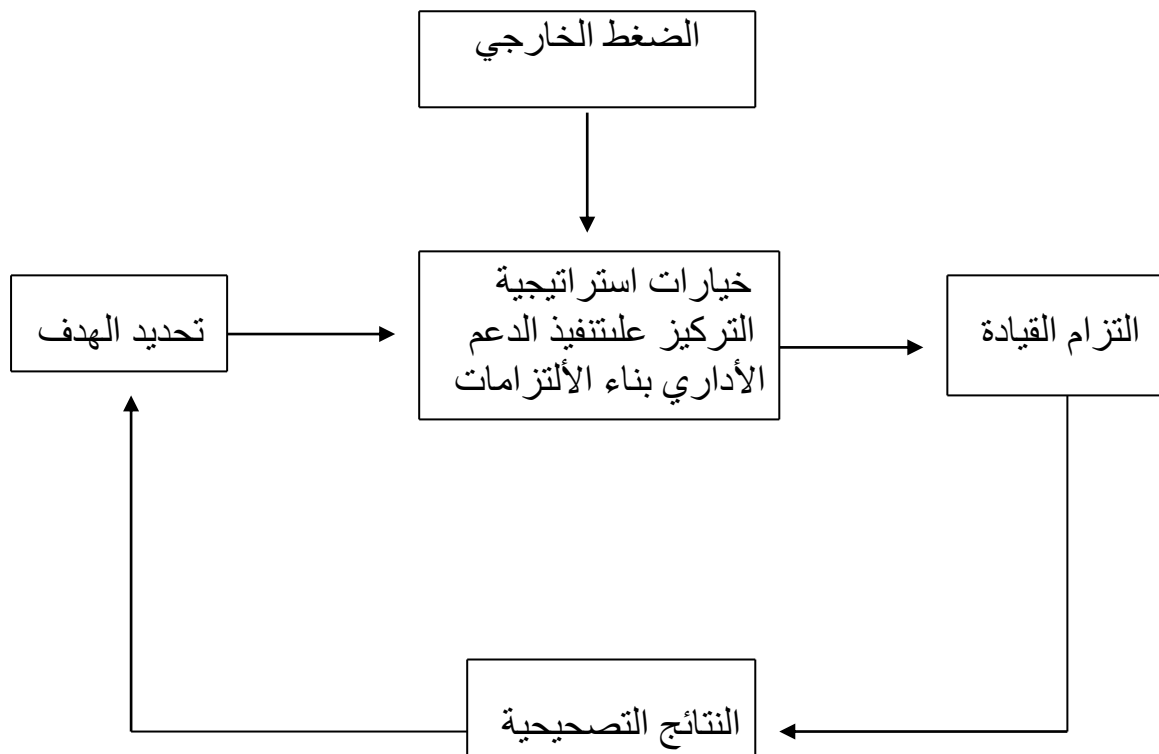 الضغط الخارجي
خيارات استراتيجية
التركيز علىتنفيذ الدعم
الأداري بناء الألتزامات
التزام القيادة
تحديد الهدف
النتائج التصحيحية